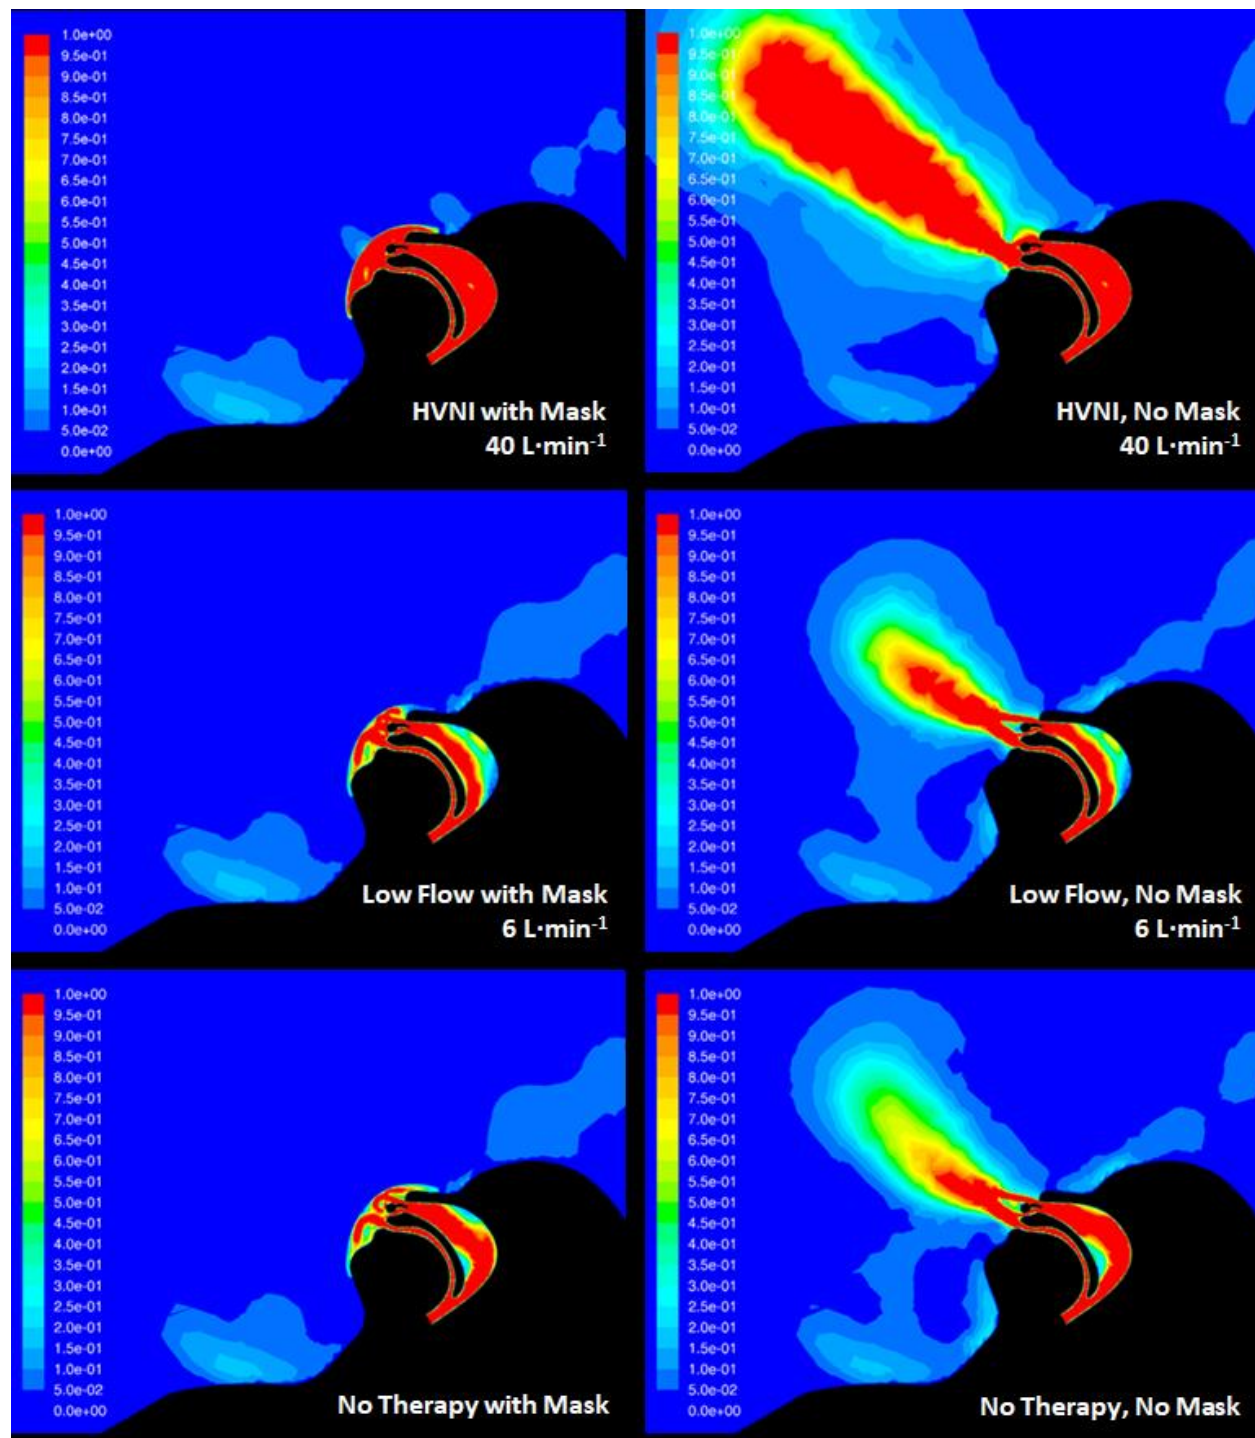 1.0e+00
9.5e-01
9.0e-01
8.5e-01
8.0e-01
7.5e-01
7.0e-01
6.5e-01
6.0e-01
5.5e-01
5.0e-01
4.5e-01
4.0e-01
3.5e-01
3.0e-01
2.5e-01
2.0e-01
1.5e-01
1.0e-01
5.0e-02
0.0e+00
HVNI with Mask
40 L·min⁻¹
1.0e+00
9.5e-01
9.0e-01
8.5e-01
8.0e-01
7.5e-01
7.0e-01
6.5e-01
6.0e-01
5.5e-01
5.0e-01
4.5e-01
4.0e-01
3.5e-01
3.0e-01
2.5e-01
2.0e-01
1.5e-01
1.0e-01
5.0e-02
0.0e+00
HVNI, No Mask
40 L·min⁻¹
1.0e+00
9.5e-01
9.0e-01
8.5e-01
8.0e-01
7.5e-01
7.0e-01
6.5e-01
6.0e-01
5.5e-01
5.0e-01
4.5e-01
4.0e-01
3.5e-01
3.0e-01
2.5e-01
2.0e-01
1.5e-01
1.0e-01
5.0e-02
0.0e+00
Low Flow with Mask
6 L·min⁻¹
1.0e+00
9.5e-01
9.0e-01
8.5e-01
8.0e-01
7.5e-01
7.0e-01
6.5e-01
6.0e-01
5.5e-01
5.0e-01
4.5e-01
4.0e-01
3.5e-01
3.0e-01
2.5e-01
2.0e-01
1.5e-01
1.0e-01
5.0e-02
0.0e+00
Low Flow, No Mask
6 L·min⁻¹
1.0e+00
9.5e-01
9.0e-01
8.5e-01
8.0e-01
7.5e-01
7.0e-01
6.5e-01
6.0e-01
5.5e-01
5.0e-01
4.5e-01
4.0e-01
3.5e-01
3.0e-01
2.5e-01
2.0e-01
1.5e-01
1.0e-01
5.0e-02
0.0e+00
No Therapy with Mask
1.0e+00
9.5e-01
9.0e-01
8.5e-01
8.0e-01
7.5e-01
7.0e-01
6.5e-01
6.0e-01
5.5e-01
5.0e-01
4.5e-01
4.0e-01
3.5e-01
3.0e-01
2.5e-01
2.0e-01
1.5e-01
1.0e-01
5.0e-02
0.0e+00
No Therapy, No Mask